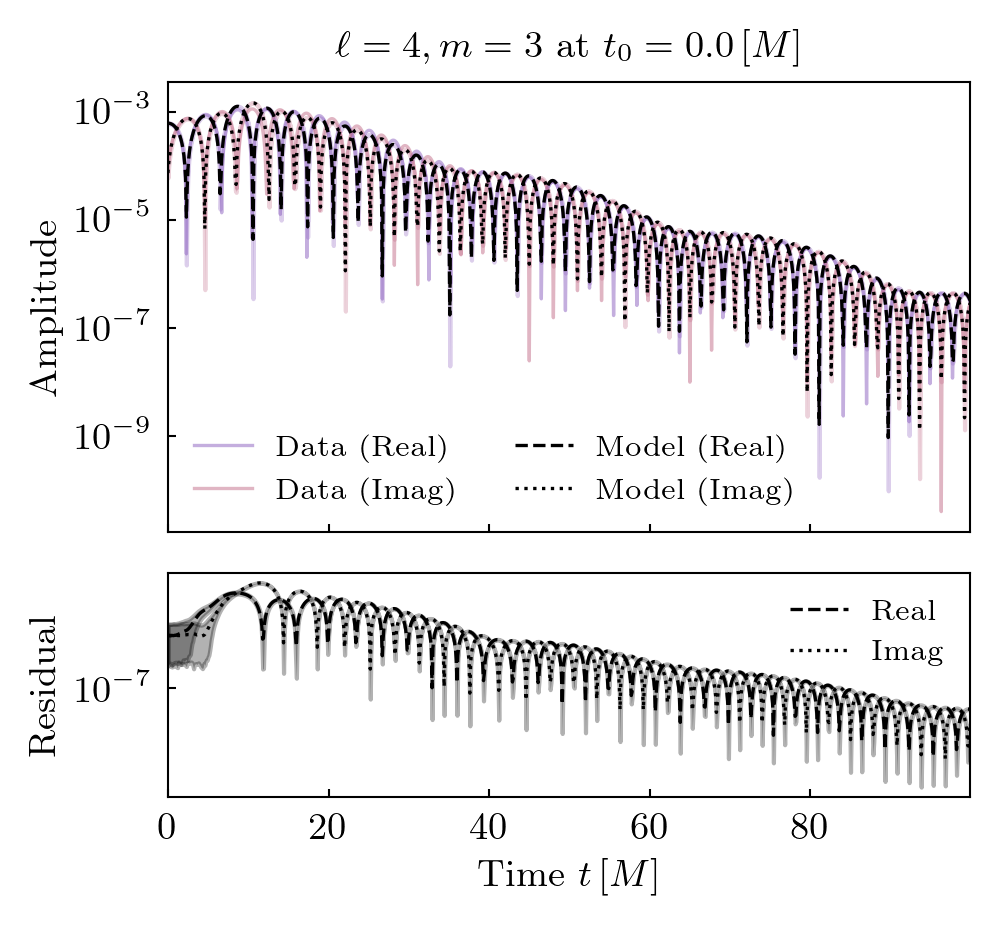 ℓ = 4, m = 3 at t₀ = 0.0 [M]
Amplitude
10⁻³
10⁻⁵
10⁻⁷
10⁻⁹
Data (Real)
Data (Imag)
Model (Real)
Model (Imag)
Residual
10⁻⁷
Real
Imag
0 20 40 60 80
Time t [M]